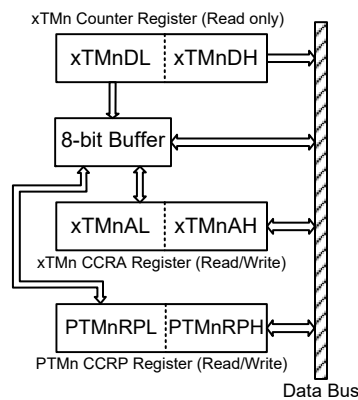 xTMn Counter Register (Read only)
xTMnDL xTMnDH
8-bit Buffer
xTMnAL xTMnAH
xTMn CCRA Register (Read/Write)
PTMnRPL PTMnRPH
PTMn CCRP Register (Read/Write)
Data Bus